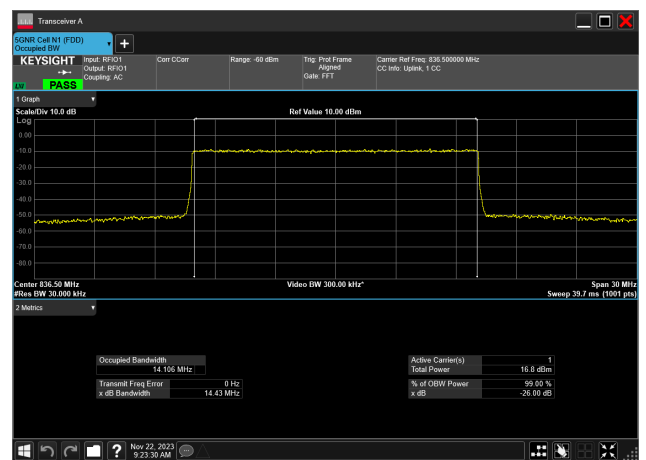 Transceiver A
5GNR Cell N1 (FDD)
Occupied BW
KEYSIGHT
LV
PASS
Input: RFIO1
Output: RFIO1
Coupling: AC
Corr CCorr
Range: -60 dBm
Trig: Prot Frame
Aligned
Gate: FFT
Carrier Ref Freq: 836.500000 MHz
CC Info: Uplink, 1 CC
1 Graph
Scale/Div 10.0 dB
Ref Value 10.00 dBm
Log
0.00
-10.0
-20.0
-30.0
-40.0
-50.0
-60.0
-70.0
-80.0
Center 836.50 MHz
Video BW 300.00 kHz*
Span 30 MHz
#Res BW 30.000 kHz
Sweep 39.7 ms (1001 pts)
2 Metrics
Occupied Bandwidth
14.106 MHz
Transmit Freq Error 0 Hz
x dB Bandwidth 14.43 MHz
Active Carrier(s) 1
Total Power 16.8 dBm
% of OBW Power 99.00 %
x dB -26.00 dB
?
Nov 22, 2023
9:23:30 AM